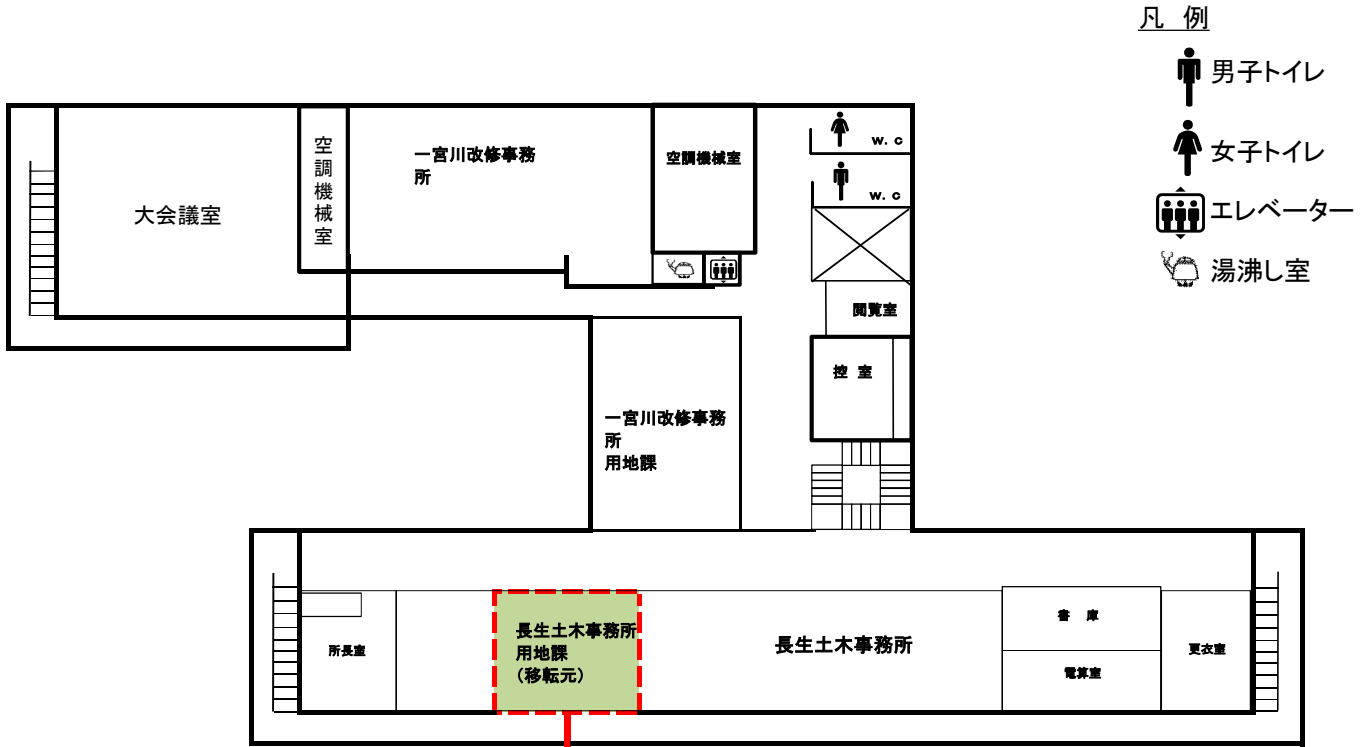 凡 例
男子トイレ
女子トイレ
エレベーター
湯沸し室
大会議室
空調機械室
一宮川改修事務
所
空調機械室
w.c
w.c
閲覧室
控 室
一宮川改修事務
所
用地課
所長室
長生土木事務所
用地課
(移転元)
長生土木事務所
書 庫
電算室
更衣室